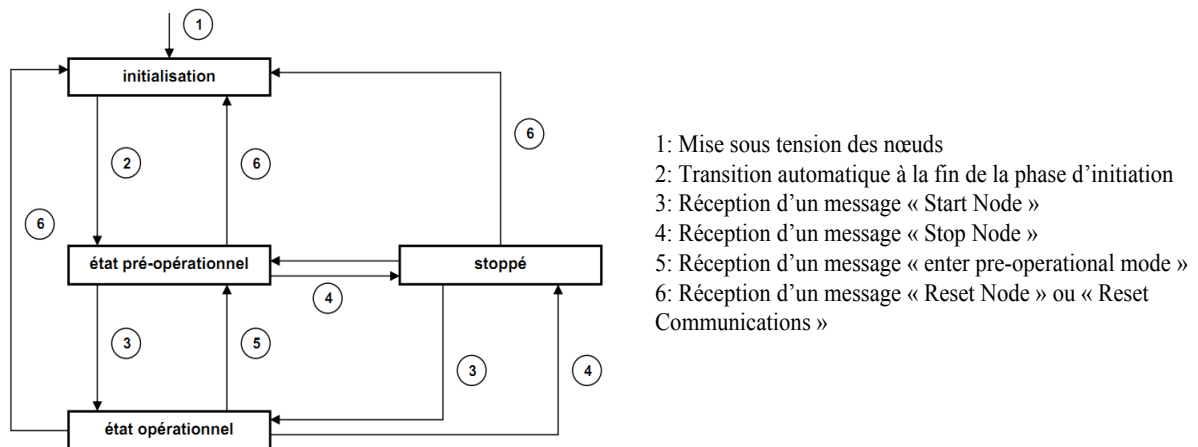 1
initialisation
2
6
6
6
état pré-opérationnel
stoppé
4
3
5
3
4
état opérationnel
1: Mise sous tension des nœuds
2: Transition automatique à la fin de la phase d’initiation
3: Réception d’un message « Start Node »
4: Réception d’un message « Stop Node »
5: Réception d’un message « enter pre-operational mode »
6: Réception d’un message « Reset Node » ou « Reset
Communications »